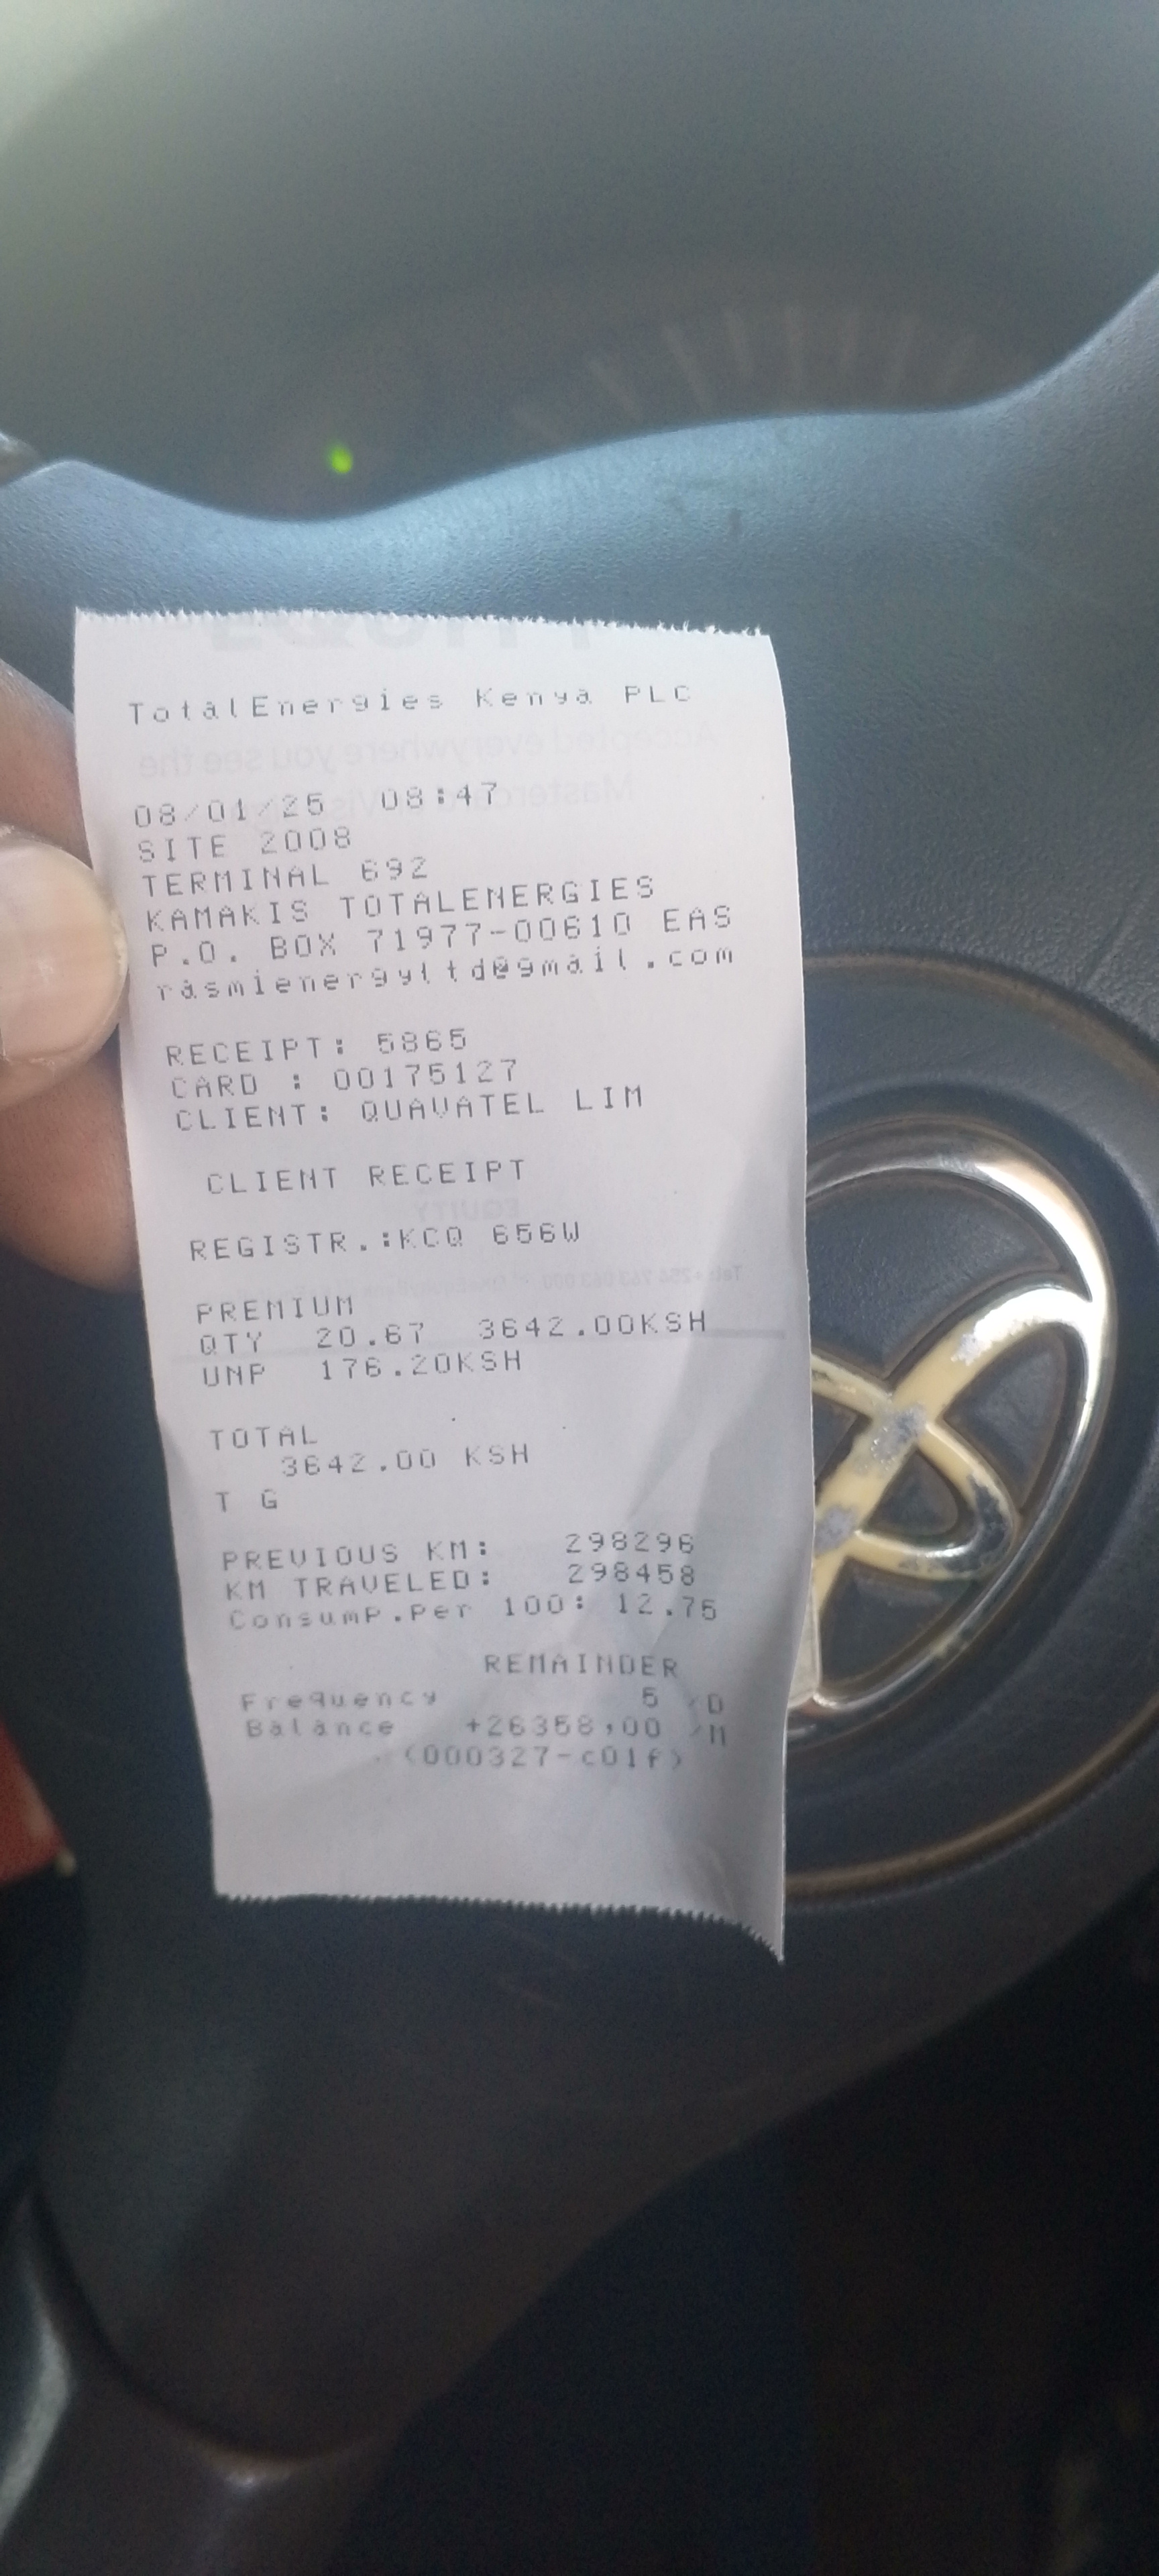 TotalEnergies Kenya PLC
08/01/25 08:47
SITE 2008
TERMINAL 692
KAMAKIS TOTALENERGIES
P.O. BOX 71977-00610 EAS
rasmienergyltd@gmail.com
RECEIPT: 5865
CARD : 00175127
CLIENT: QUAVATEL LIM
CLIENT RECEIPT
REGISTR.:KCQ 656W
PREMIUM
QTY 20.67 3642.00KSH
UNP 176.20KSH
TOTAL
3642.00 KSH
T G
PREVIOUS KM: 298296
KM TRAVELED: 298458
Consump.Per 100: 12.75
REMAINDER
Frequency 5 /D
Balance +26358,00 /M
(000327-c01f)